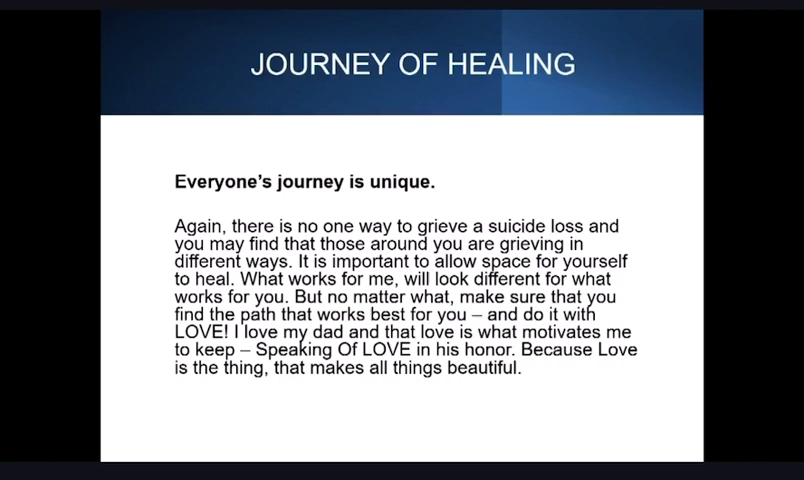 JOURNEY OF HEALING
Everyone’s journey is unique.
Again, there is no one way to grieve a suicide loss and
you may find that those around you are grieving in
different ways. It is important to allow space for yourself
to heal. What works for me, will look different for what
works for you. But no matter what, make sure that you
find the path that works best for you – and do it with
LOVE! I love my dad and that love is what motivates me
to keep – Speaking Of LOVE in his honor. Because Love
is the thing, that makes all things beautiful.